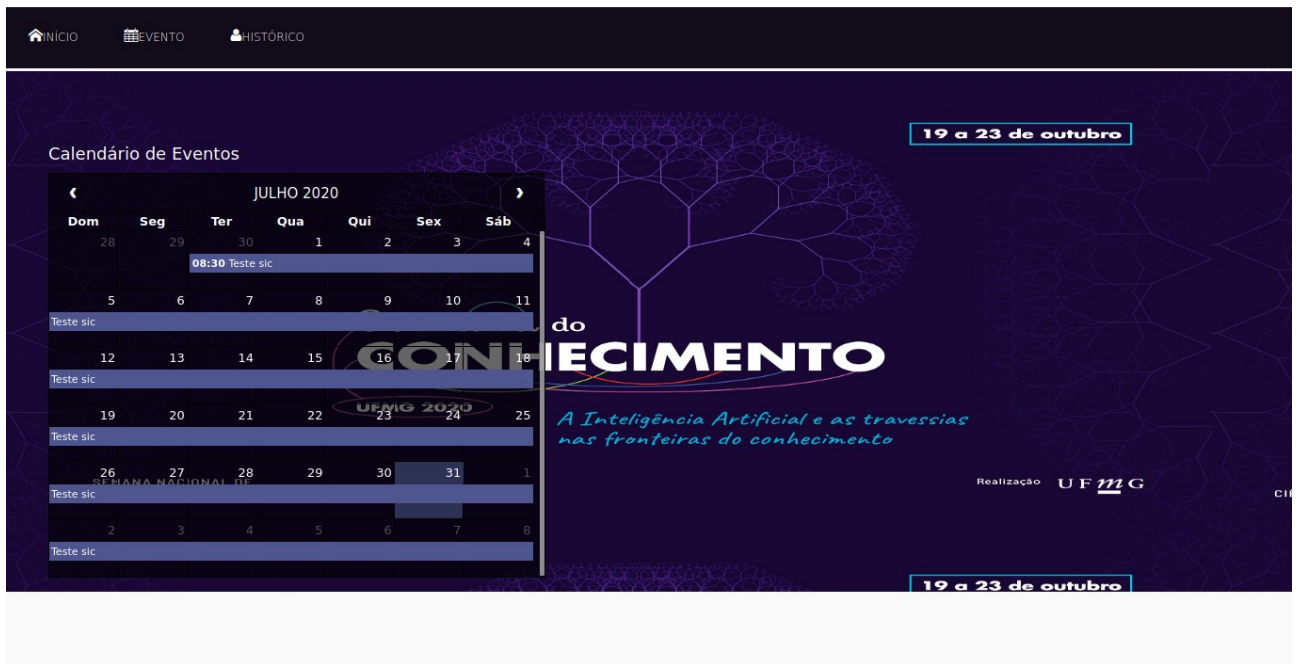 INÍCIO EVENTO HISTÓRICO
19 a 23 de outubro
Calendário de Eventos
JULHO 2020
Dom Seg Ter Qua Qui Sex Sáb
28 29 30 1 2 3 4
08:30 Teste sic
5 6 7 8 9 10 11
Teste sic
do
12 13 14 15 16 17 18
CONHECIMENTO
Teste sic
UFMG 2020
19 20 21 22 23 24 25
A Inteligência Artificial e as travessias
nas fronteiras do conhecimento
Teste sic
26 27 28 29 30 31 1
SEMANA NACIONAL DE
Realização UFMG
Teste sic
2 3 4 5 6 7 8
Teste sic
19 a 23 de outubro